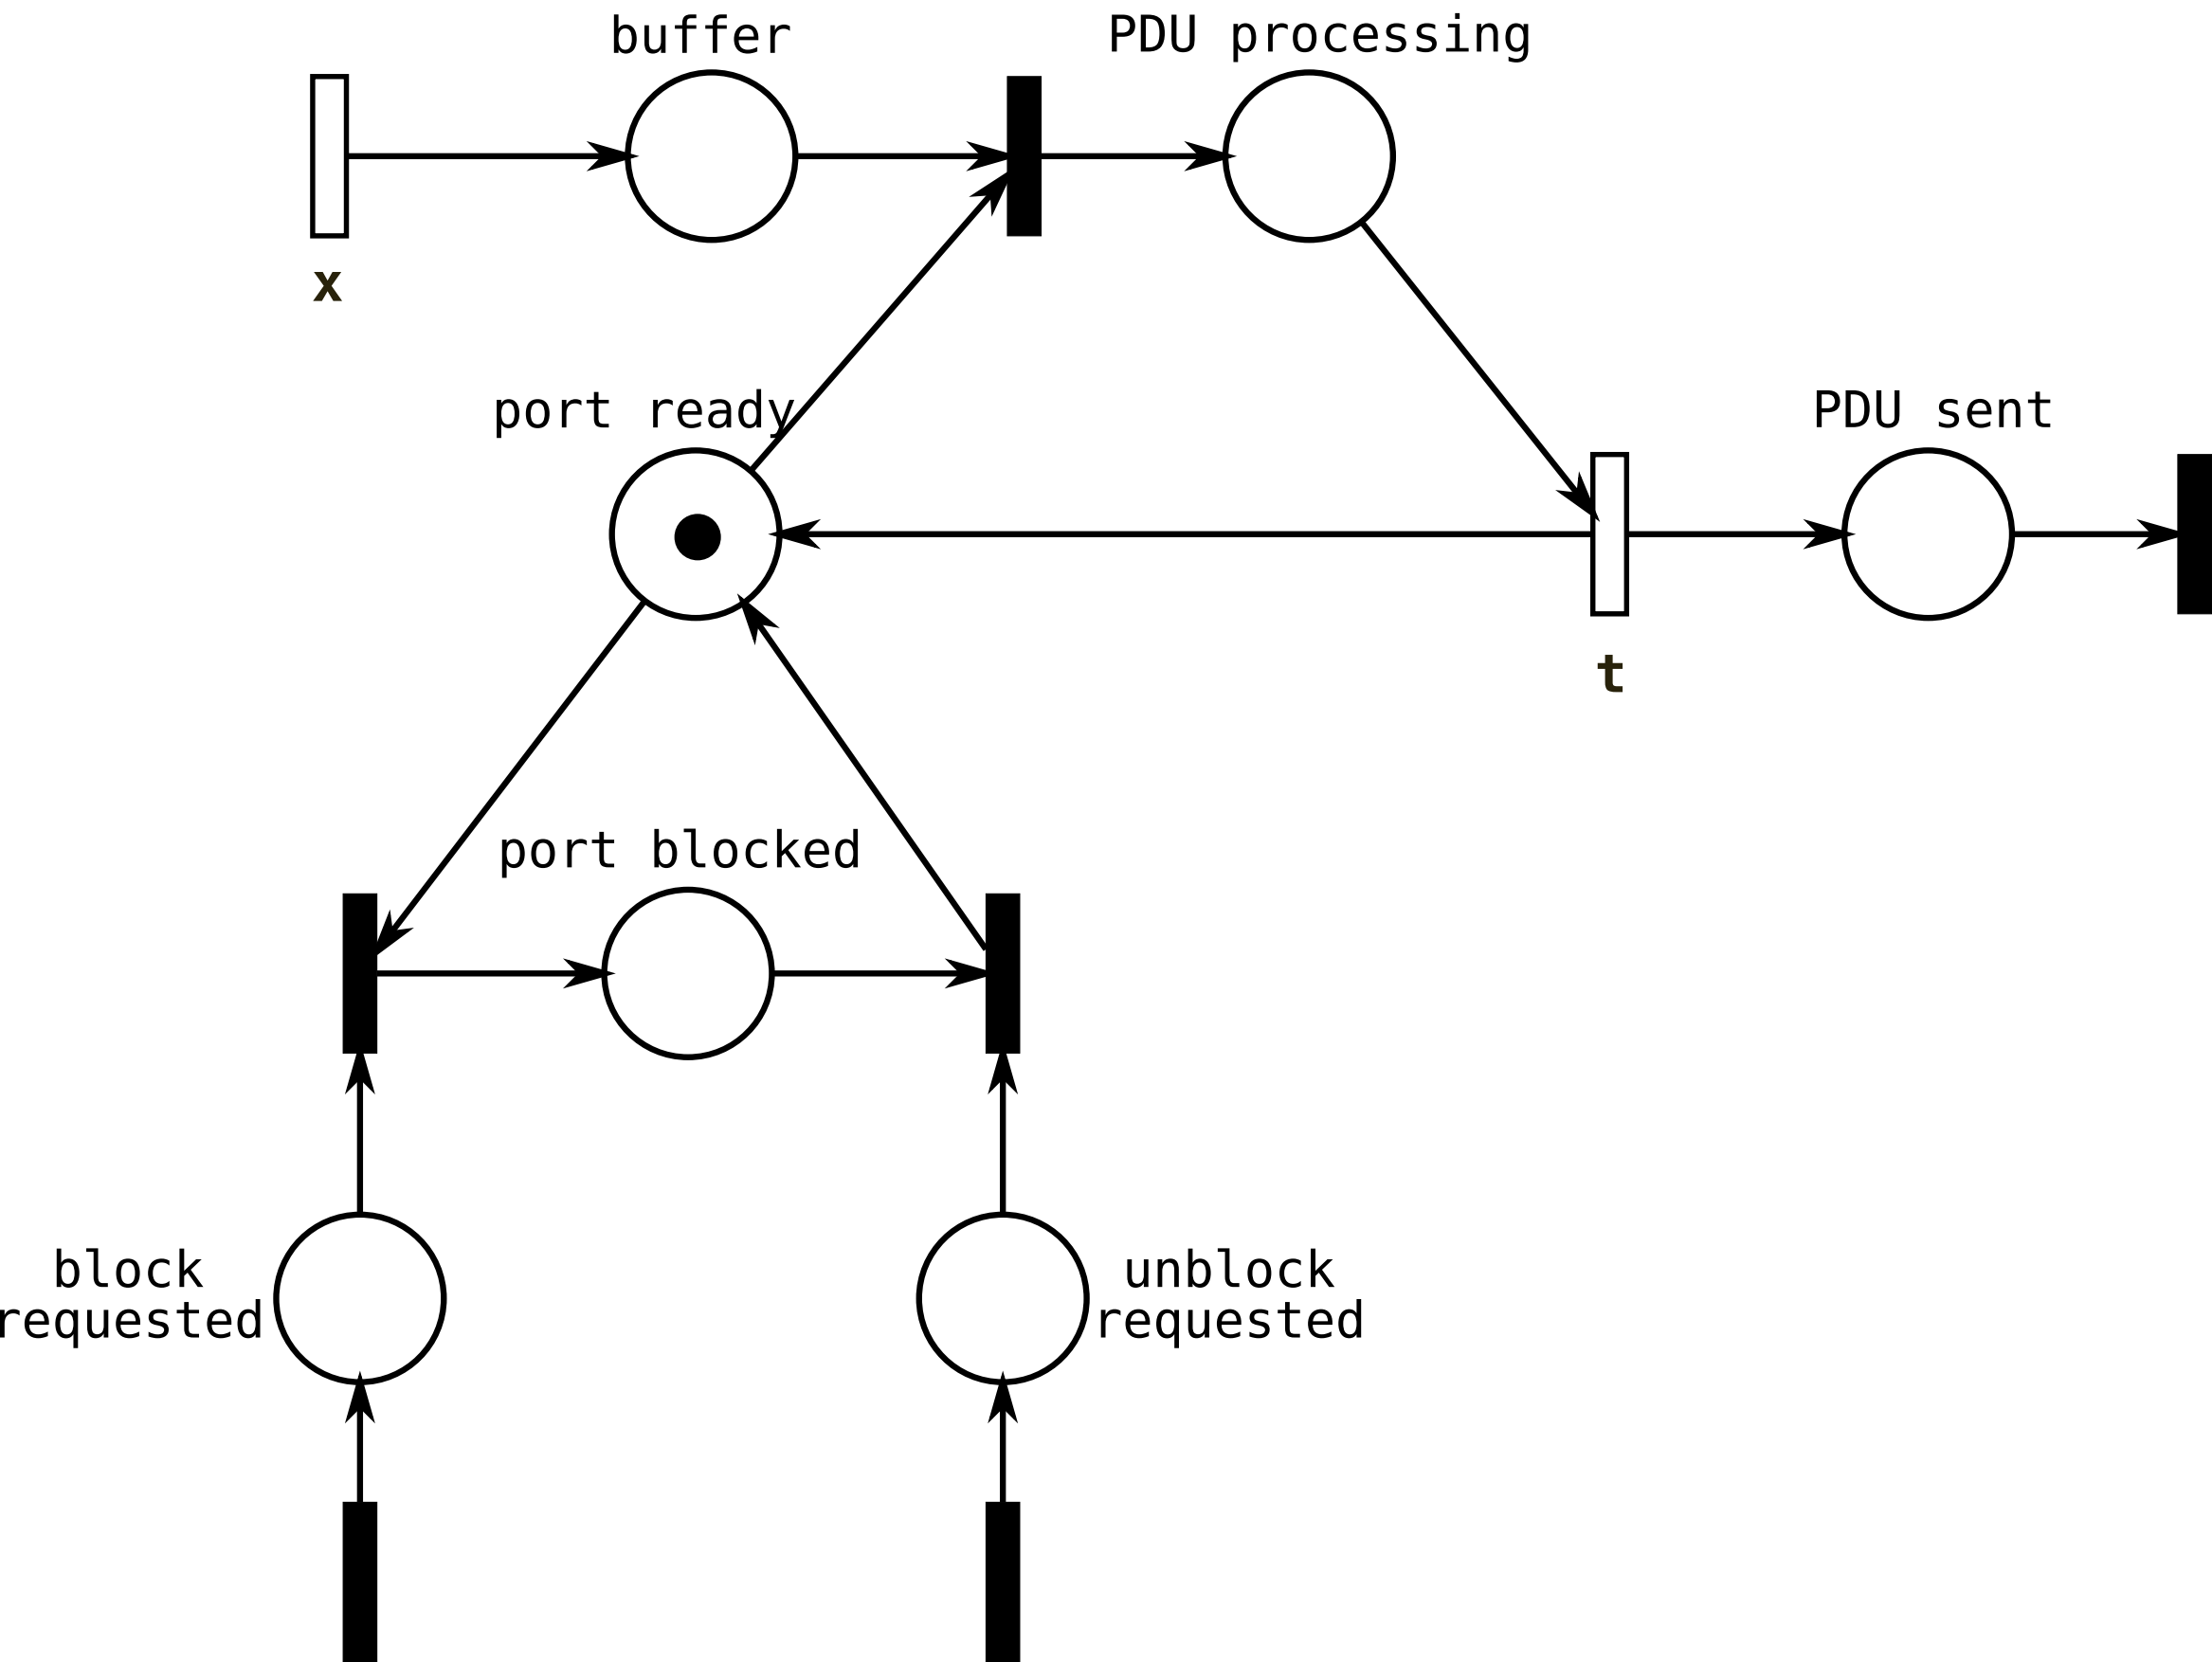 buffer
PDU processing
x
port ready
PDU sent
t
port blocked
block
requested
unblock
requested